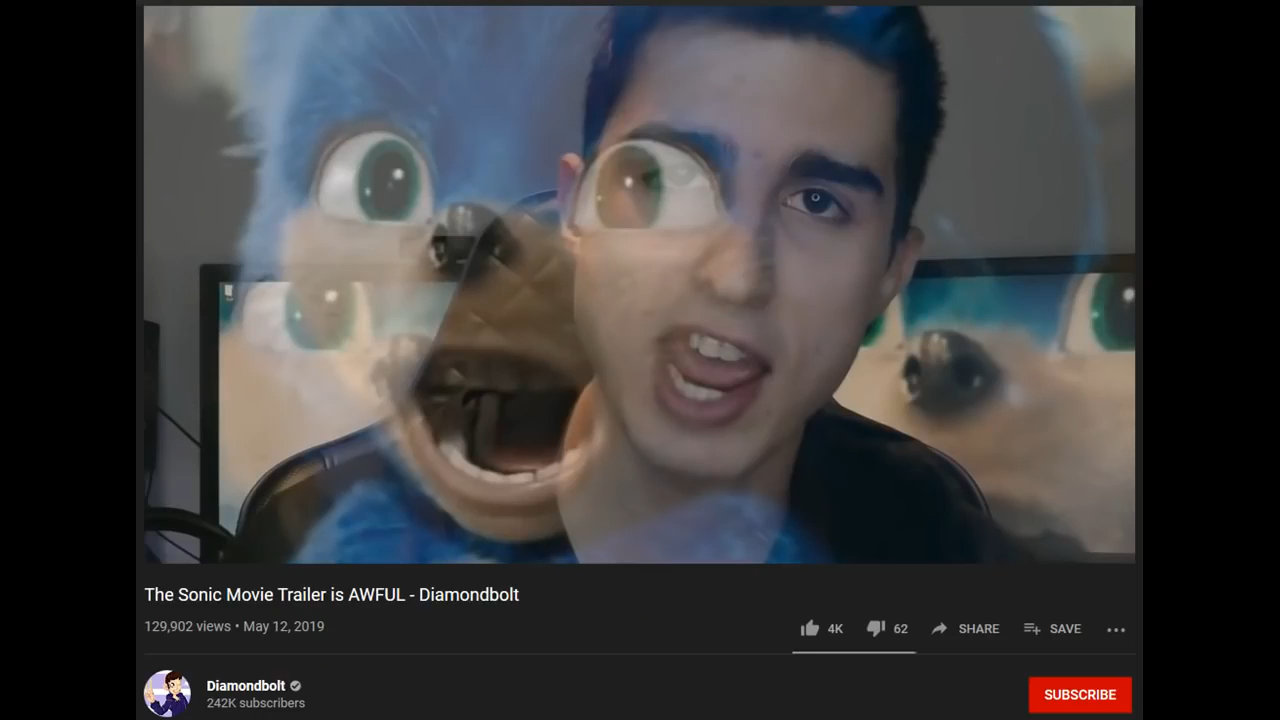 The Sonic Movie Trailer is AWFUL - Diamondbolt
129,902 views • May 12, 2019
4K
62
SHARE
SAVE
Diamondbolt
242K subscribers
SUBSCRIBE